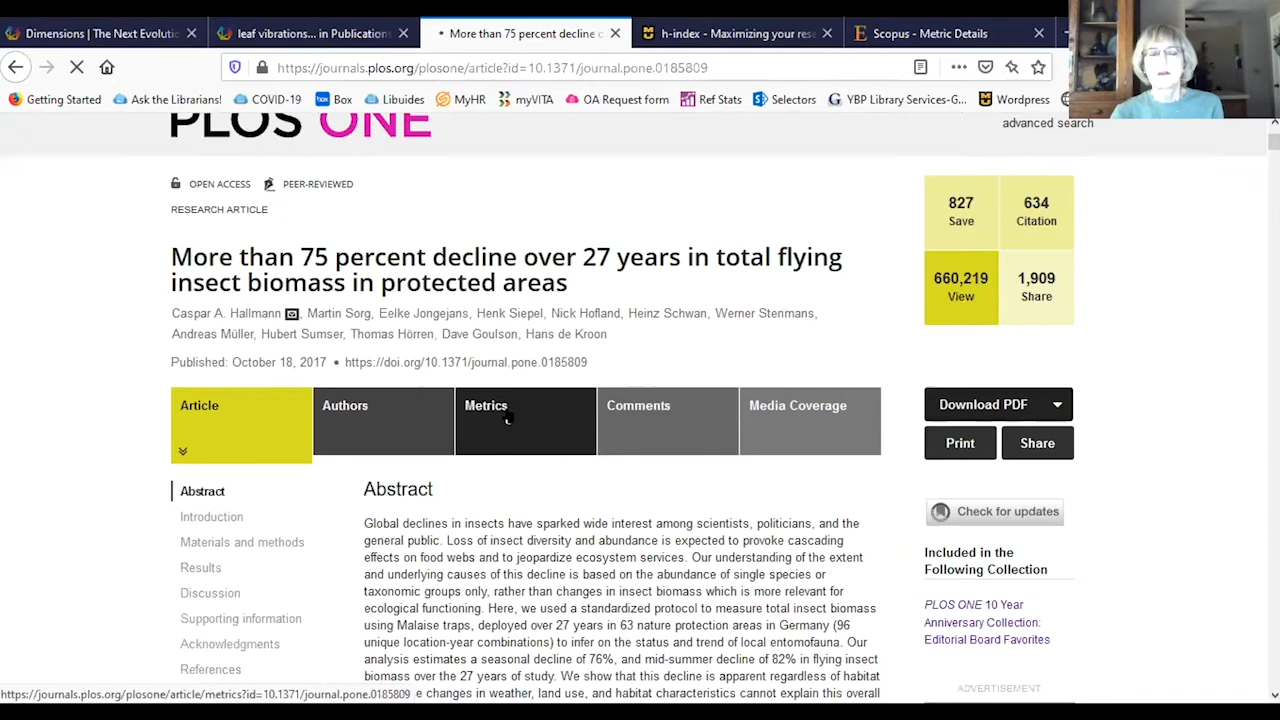 Dimensions | The Next Evolutic
leaf vibrations... in Publications
More than 75 percent decline o
h-index - Maximizing your rese
Scopus - Metric Details
https://journals.plos.org/plosone/article?id=10.1371/journal.pone.0185809
Getting Started
Ask the Librarians!
COVID-19
Box
Libuides
MyHR
myVITA
OA Request form
Ref Stats
Selectors
YBP Library Services-G...
Wordpress
advanced search
PLOS ONE
OPEN ACCESS
PEER-REVIEWED
RESEARCH ARTICLE
More than 75 percent decline over 27 years in total flying
insect biomass in protected areas
Caspar A. Hallmann , Martin Sorg, Eelke Jongejans, Henk Siepel, Nick Hofland, Heinz Schwan, Werner Stenmans,
Andreas Müller, Hubert Sumser, Thomas Hörren, Dave Goulson, Hans de Kroon
Published: October 18, 2017 • https://doi.org/10.1371/journal.pone.0185809
827
Save
634
Citation
660,219
View
1,909
Share
Article
Authors
Metrics
Comments
Media Coverage
Download PDF
Print
Share
Check for updates
Included in the
Following Collection
PLOS ONE 10 Year
Anniversary Collection:
Editorial Board Favorites
ADVERTISEMENT
Abstract
Introduction
Materials and methods
Results
Discussion
Supporting information
Acknowledgments
References
Abstract
Global declines in insects have sparked wide interest among scientists, politicians, and the
general public. Loss of insect diversity and abundance is expected to provoke cascading
effects on food webs and to jeopardize ecosystem services. Our understanding of the extent
and underlying causes of this decline is based on the abundance of single species or
taxonomic groups only, rather than changes in insect biomass which is more relevant for
ecological functioning. Here, we used a standardized protocol to measure total insect biomass
using Malaise traps, deployed over 27 years in 63 nature protection areas in Germany (96
unique location-year combinations) to infer on the status and trend of local entomofauna. Our
analysis estimates a seasonal decline of 76%, and mid-summer decline of 82% in flying insect
biomass over the 27 years of study. We show that this decline is apparent regardless of habitat
e changes in weather, land use, and habitat characteristics cannot explain this overall
https://journals.plos.org/plosone/article/metrics?id=10.1371/journal.pone.0185809